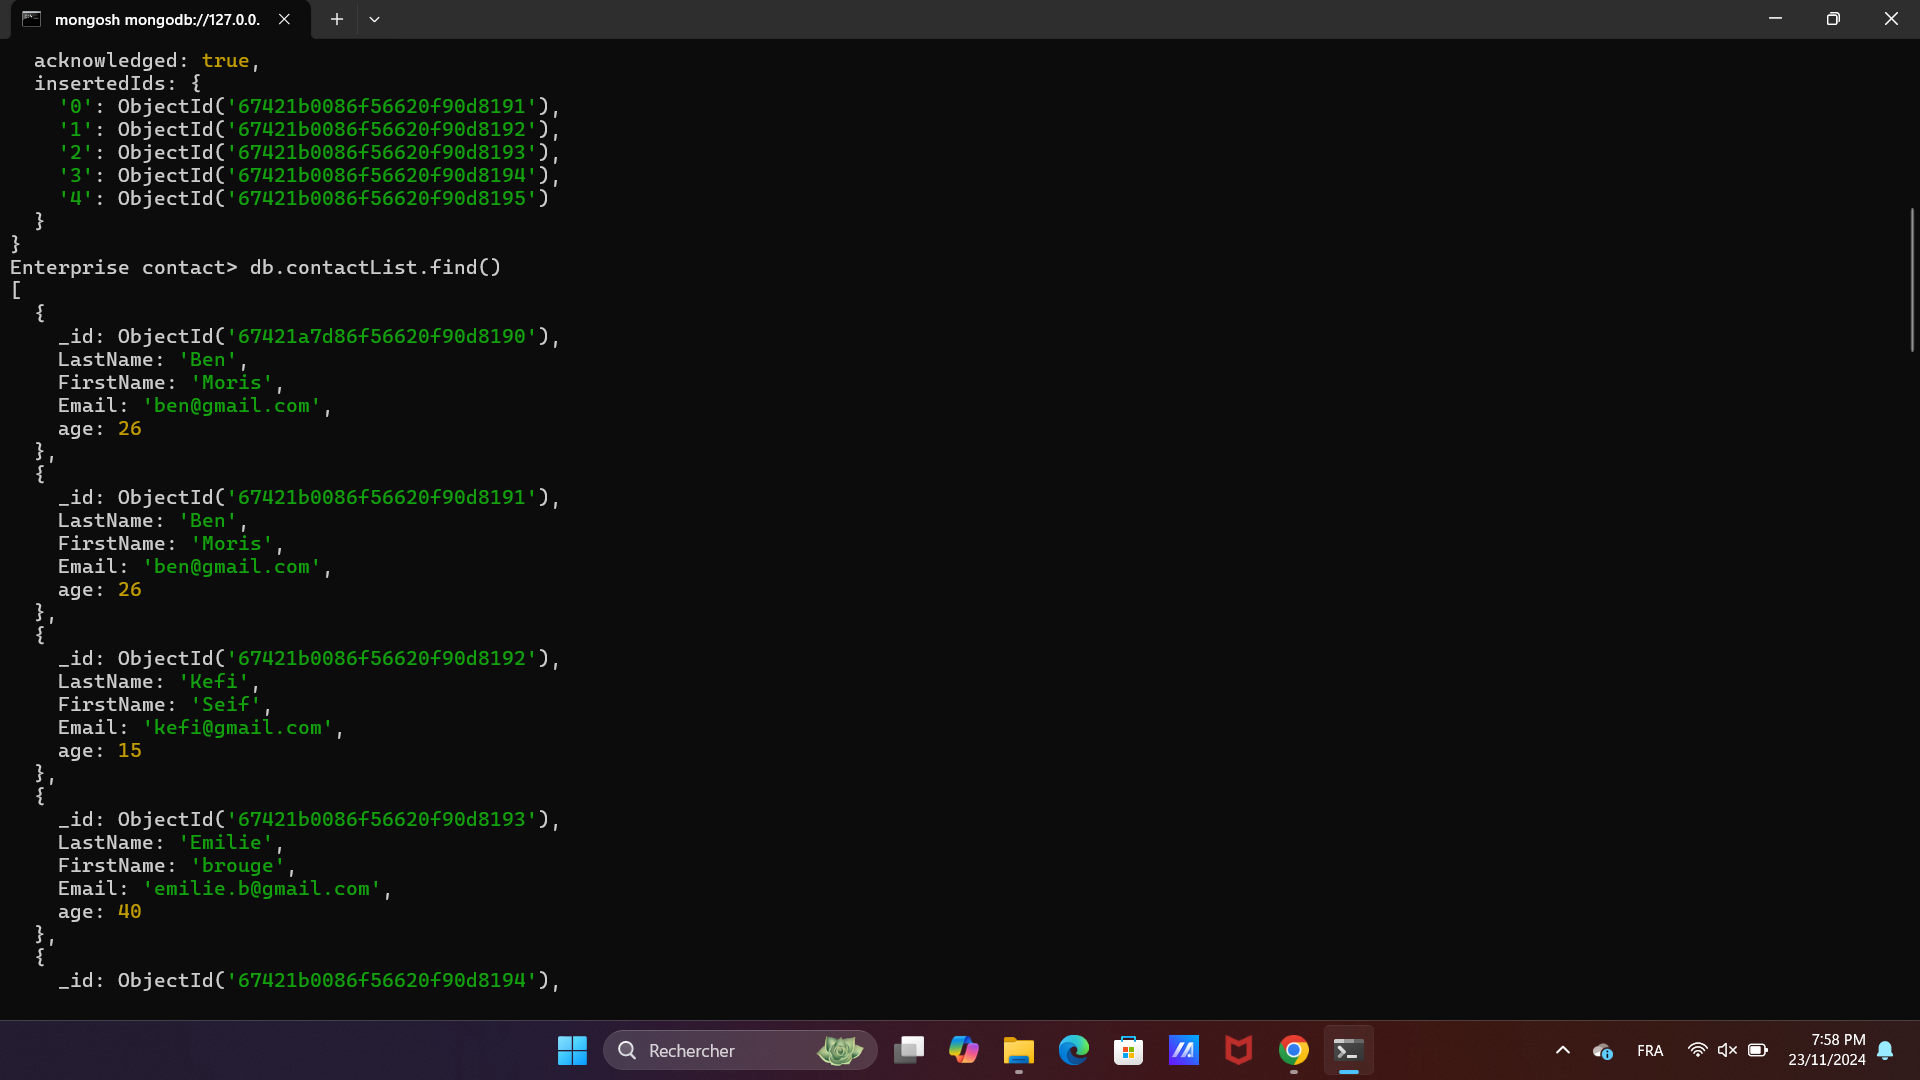 mongosh mongodb://127.0.0.
acknowledged: true,
insertedIds: {
'0': ObjectId('67421b0086f56620f90d8191'),
'1': ObjectId('67421b0086f56620f90d8192'),
'2': ObjectId('67421b0086f56620f90d8193'),
'3': ObjectId('67421b0086f56620f90d8194'),
'4': ObjectId('67421b0086f56620f90d8195')
}
}
Enterprise contact> db.contactList.find()
[
{
_id: ObjectId('67421a7d86f56620f90d8190'),
LastName: 'Ben',
FirstName: 'Moris',
Email: 'ben@gmail.com',
age: 26
},
{
_id: ObjectId('67421b0086f56620f90d8191'),
LastName: 'Ben',
FirstName: 'Moris',
Email: 'ben@gmail.com',
age: 26
},
{
_id: ObjectId('67421b0086f56620f90d8192'),
LastName: 'Kefi',
FirstName: 'Seif',
Email: 'kefi@gmail.com',
age: 15
},
{
_id: ObjectId('67421b0086f56620f90d8193'),
LastName: 'Emilie',
FirstName: 'brouge',
Email: 'emilie.b@gmail.com',
age: 40
},
{
_id: ObjectId('67421b0086f56620f90d8194'),
Rechercher
FRA
7:58 PM
23/11/2024